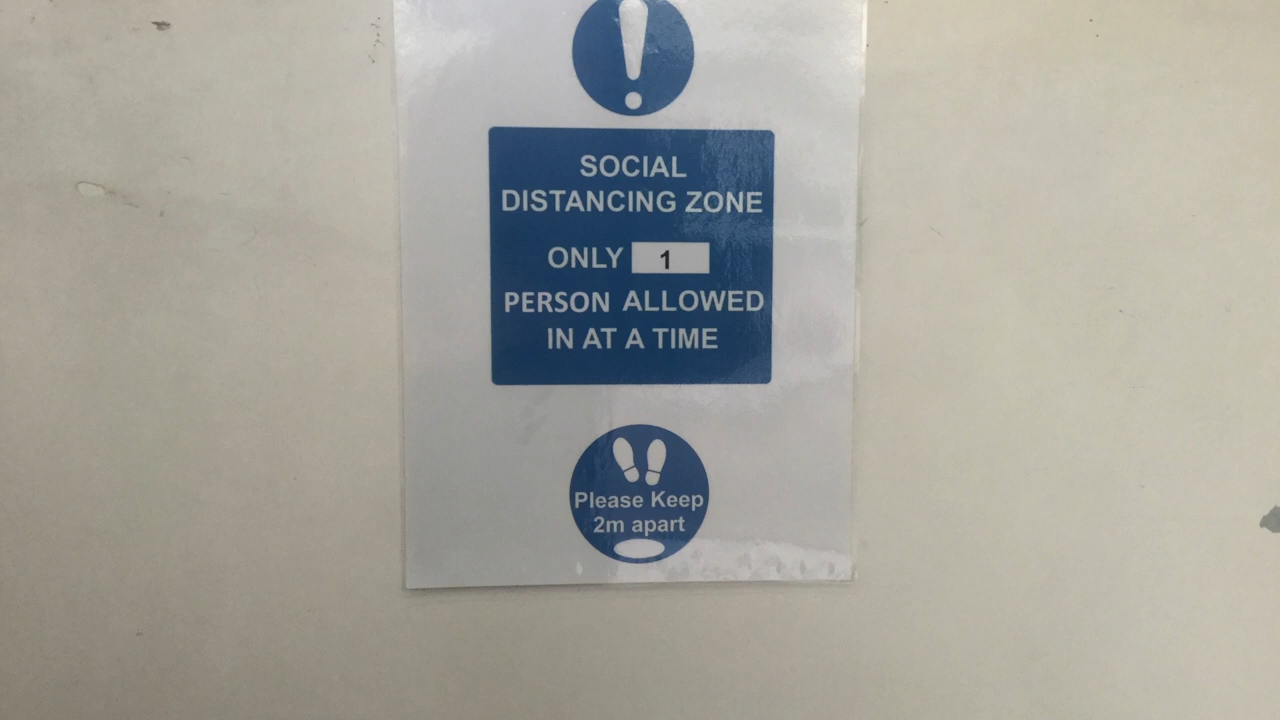 SOCIAL
DISTANCING ZONE
ONLY 1
PERSON ALLOWED
IN AT A TIME
Please Keep
2m apart